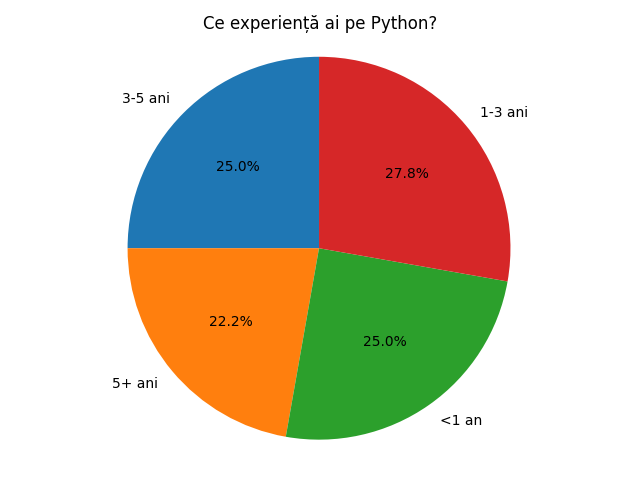 Ce experiență ai pe Python?
3-5 ani
1-3 ani
25.0%
27.8%
22.2%
25.0%
5+ ani
<1 an